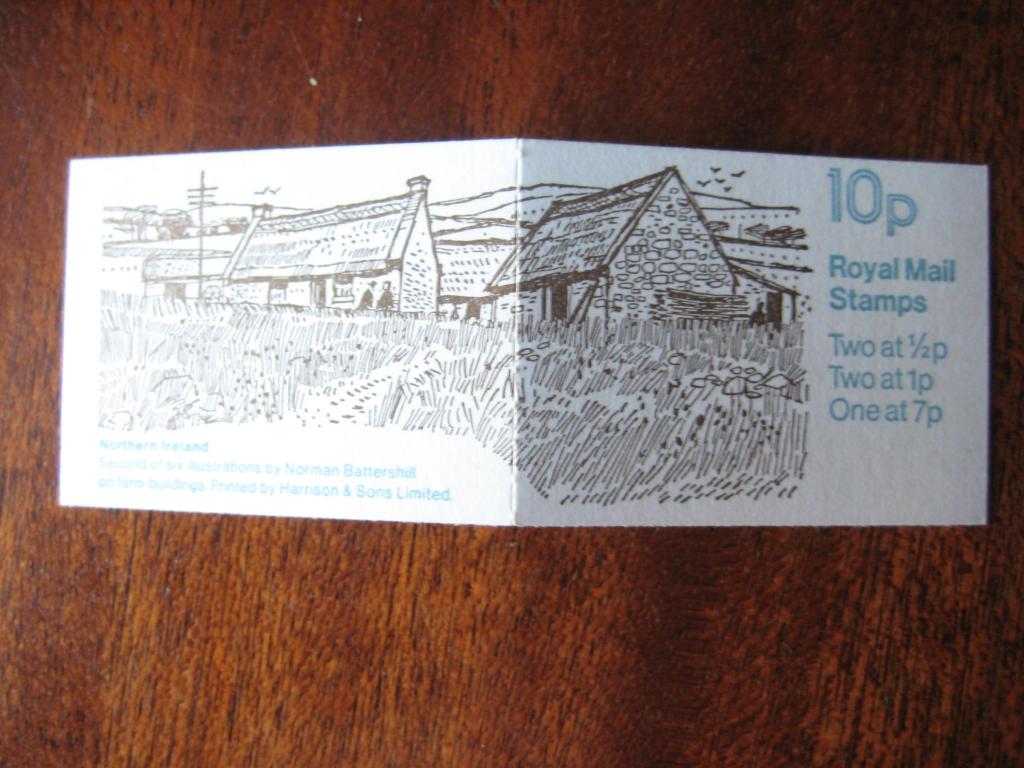 10p
Royal Mail
Stamps
Two at ½p
Two at 1p
One at 7p
Northern Ireland
Second of six illustrations by Norman Battershill
on farm buildings. Printed by Harrison & Sons Limited.